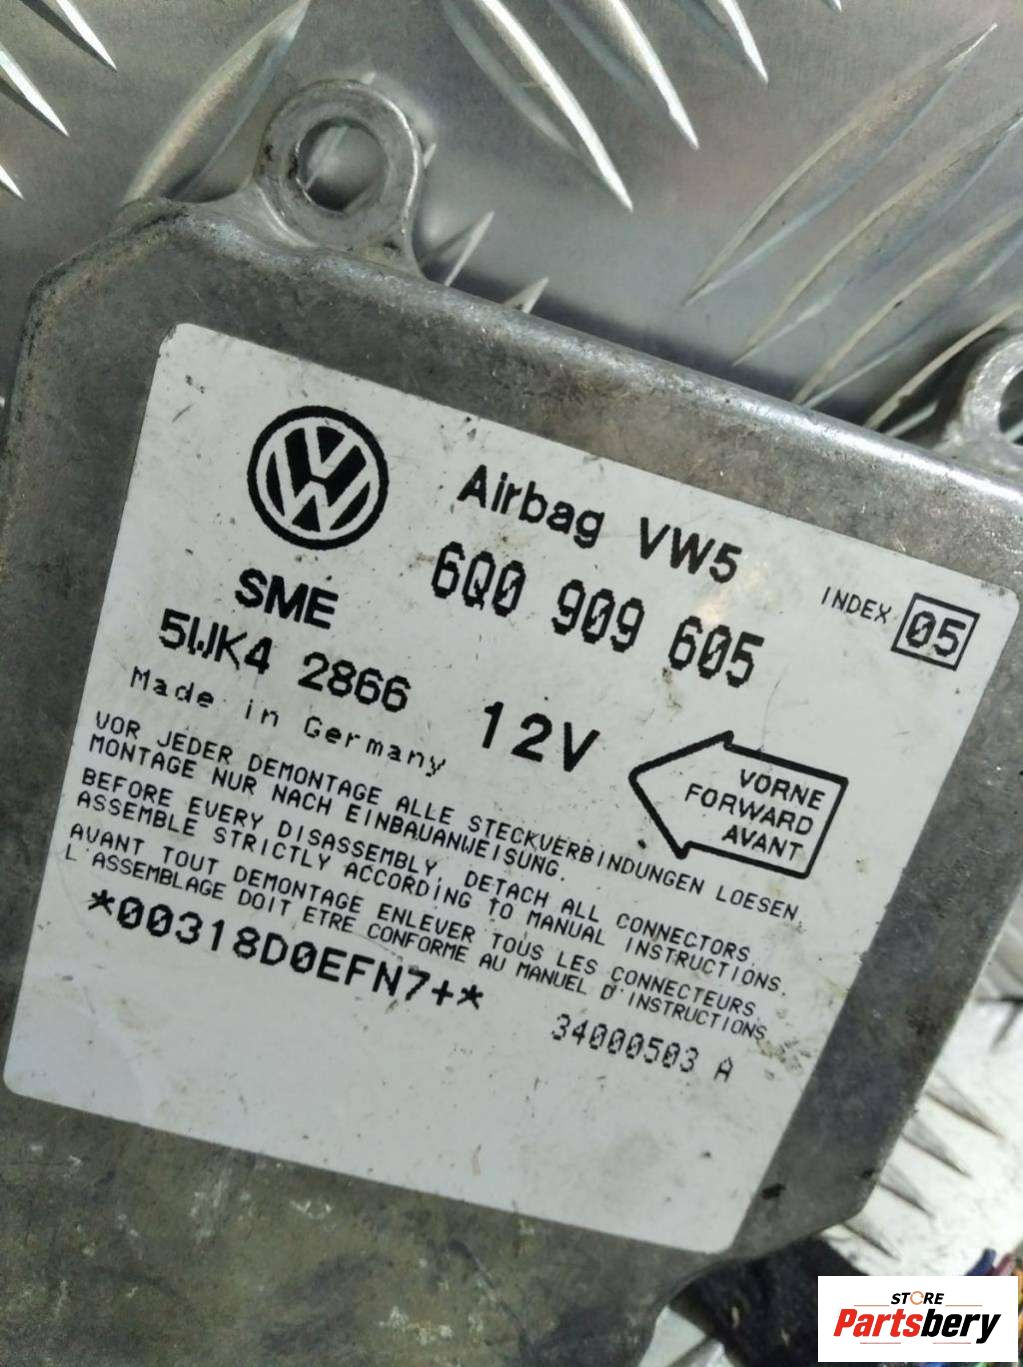 Airbag VW5
6Q0 909 605
INDEX 05
SME
5WK4 2866
12V
Made in Germany
VORNE
FORWARD
AVANT
VOR JEDER DEMONTAGE ALLE STECKVERBINDUNGEN LOESEN.
MONTAGE NUR NACH EINBAUANWEISUNG.
BEFORE EVERY DISASSEMBLY, DETACH ALL CONNECTORS.
ASSEMBLE STRICTLY ACCORDING TO MANUAL INSTRUCTIONS.
AVANT TOUT DEMONTAGE ENLEVER TOUS LES CONNECTEURS.
L'ASSEMBLAGE DOIT ETRE CONFORME AU MANUEL D'INSTRUCTIONS
*00318D0EFN7+*
34000503 A
STORE
Partsbery